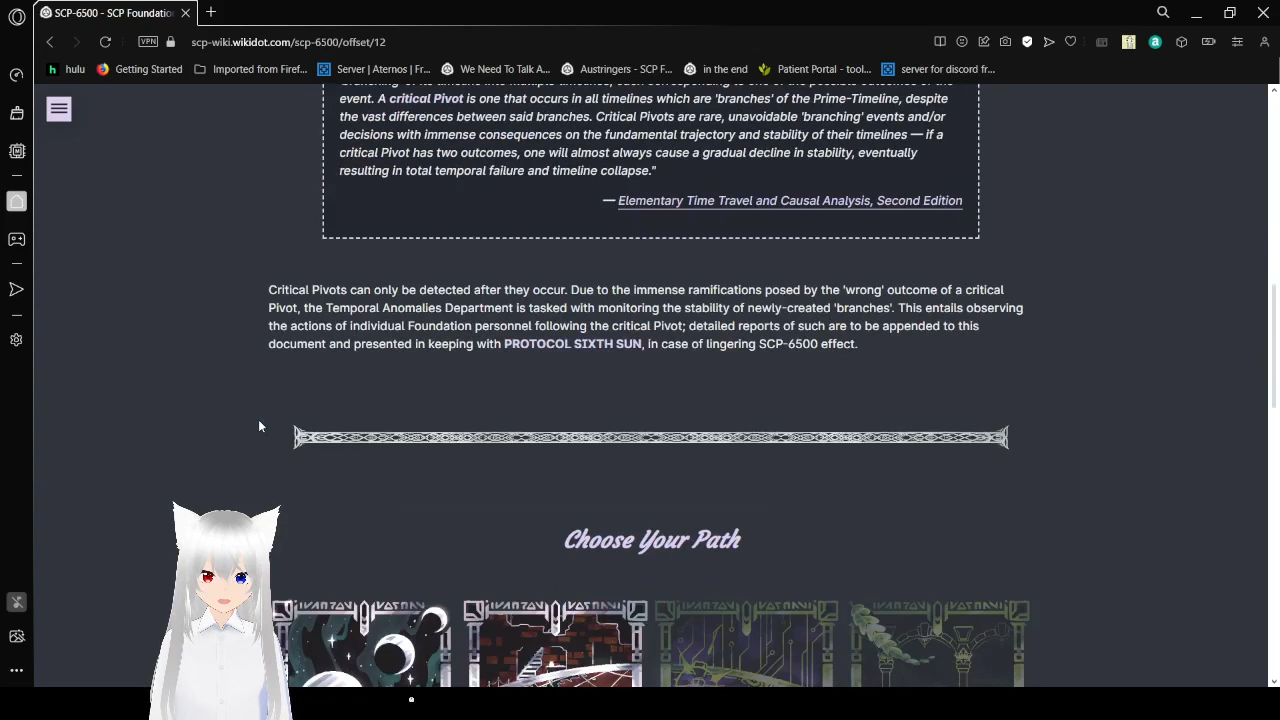 SCP-6500 - SCP Foundatio
scp-wiki.wikidot.com/scp-6500/offset/12
VPN
hulu
Getting Started
Imported from Firef...
Server | Aternos | Fr...
We Need To Talk A...
Austringers - SCP F...
in the end
Patient Portal - tool...
server for discord fr...
event. A critical Pivot is one that occurs in all timelines which are 'branches' of the Prime-Timeline, despite
the vast differences between said branches. Critical Pivots are rare, unavoidable 'branching' events and/or
decisions with immense consequences on the fundamental trajectory and stability of their timelines — if a
critical Pivot has two outcomes, one will almost always cause a gradual decline in stability, eventually
resulting in total temporal failure and timeline collapse."
— Elementary Time Travel and Causal Analysis, Second Edition
Critical Pivots can only be detected after they occur. Due to the immense ramifications posed by the 'wrong' outcome of a critical
Pivot, the Temporal Anomalies Department is tasked with monitoring the stability of newly-created 'branches'. This entails observing
the actions of individual Foundation personnel following the critical Pivot; detailed reports of such are to be appended to this
document and presented in keeping with PROTOCOL SIXTH SUN, in case of lingering SCP-6500 effect.
Choose Your Path